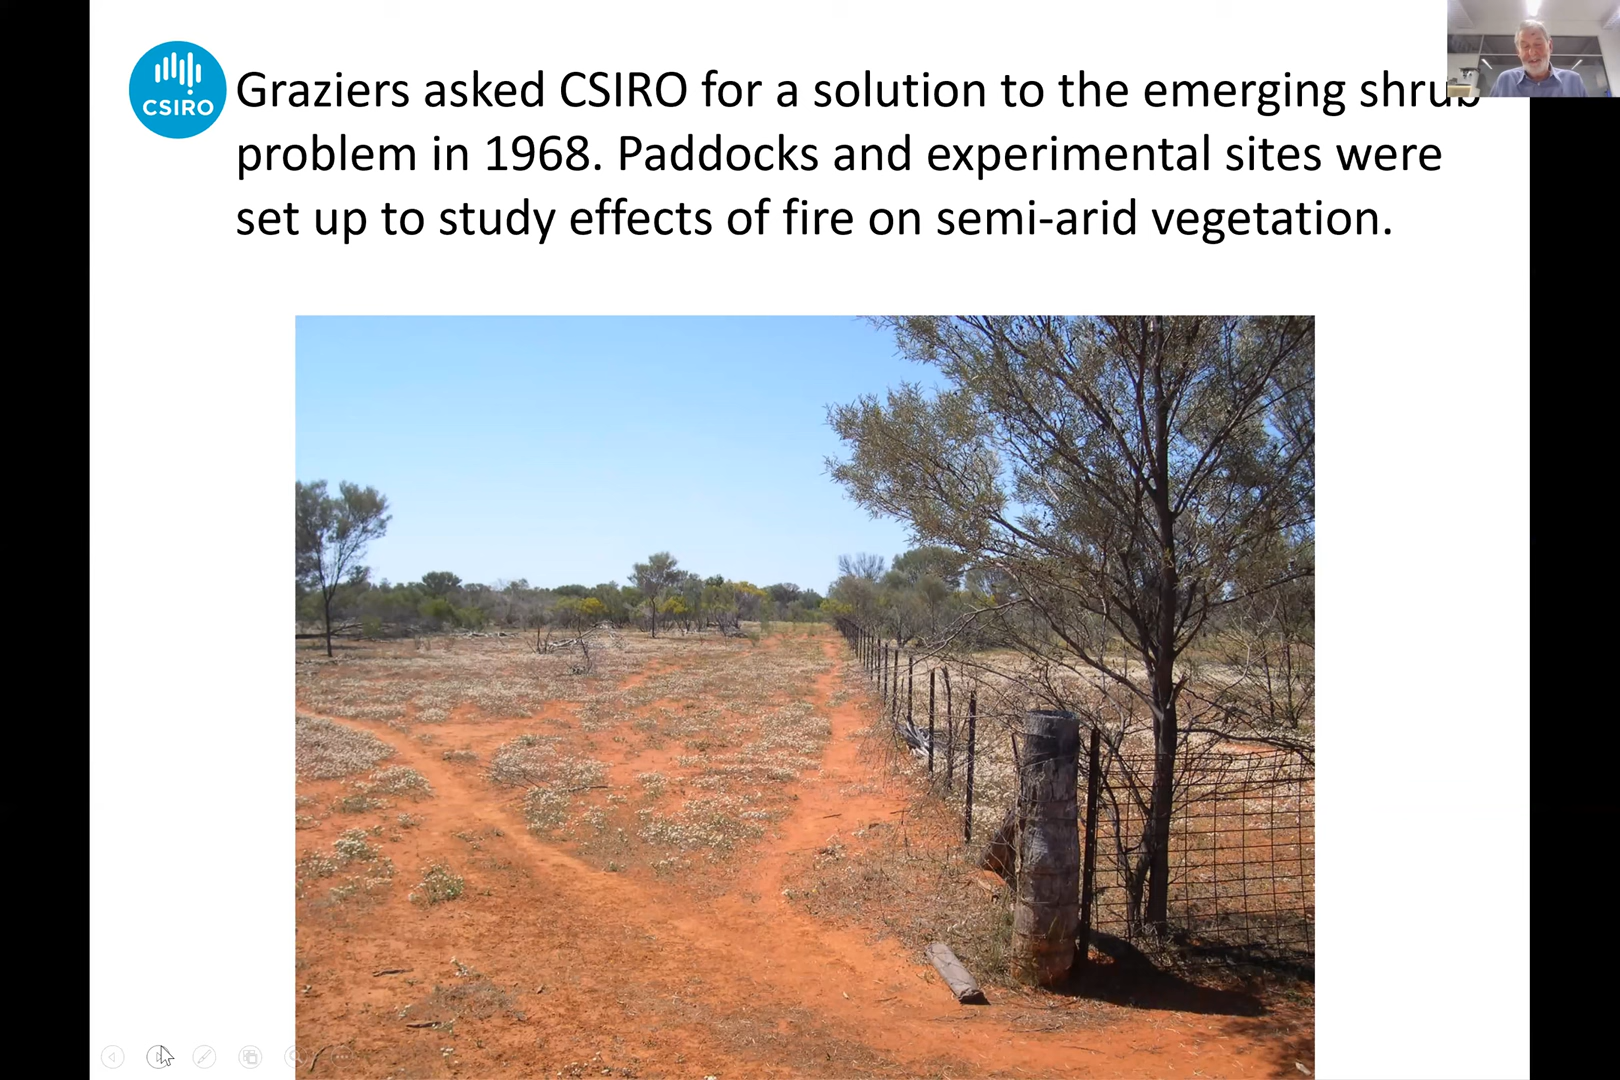 CSIRO
Graziers asked CSIRO for a solution to the emerging shrub
problem in 1968. Paddocks and experimental sites were
set up to study effects of fire on semi-arid vegetation.